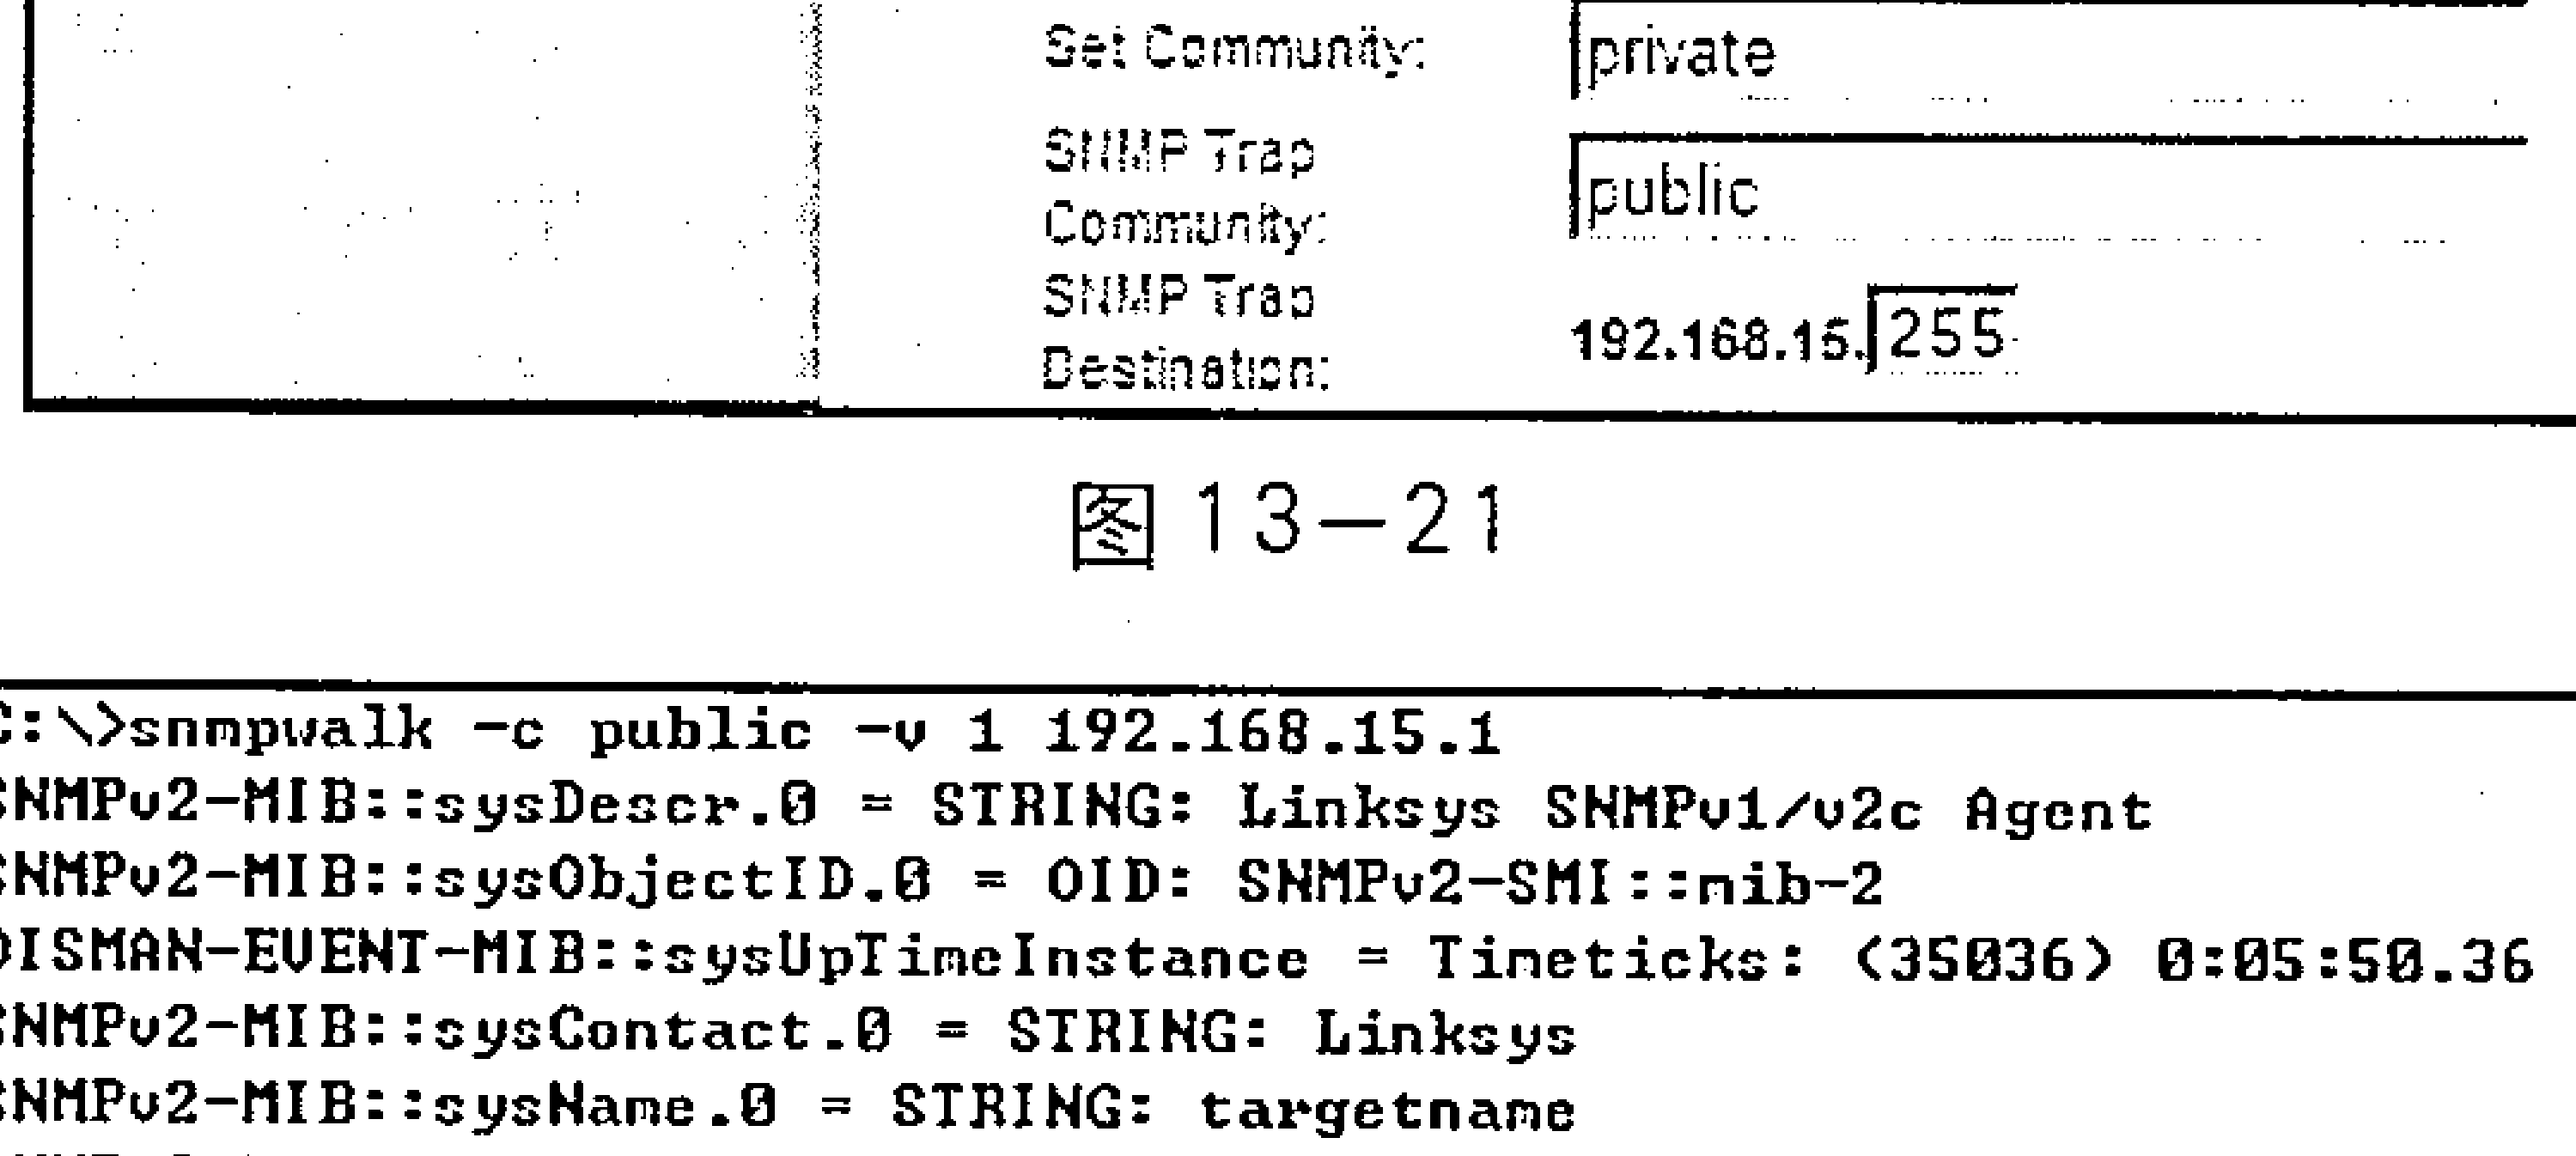 Set Community: private
SNMP Trap
Community: public
SNMP Trap
Destination: 192.168.15. 255
图 13-21
C:\>snmpwalk -c public -v 1 192.168.15.1
SNMPv2-MIB::sysDescr.0 = STRING: Linksys SNMPv1/v2c Agent
SNMPv2-MIB::sysObjectID.0 = OID: SNMPv2-SMI::mib-2
DISMAN-EVENT-MIB::sysUpTimeInstance = Timeticks: (35036) 0:05:50.36
SNMPv2-MIB::sysContact.0 = STRING: Linksys
SNMPv2-MIB::sysName.0 = STRING: targetname